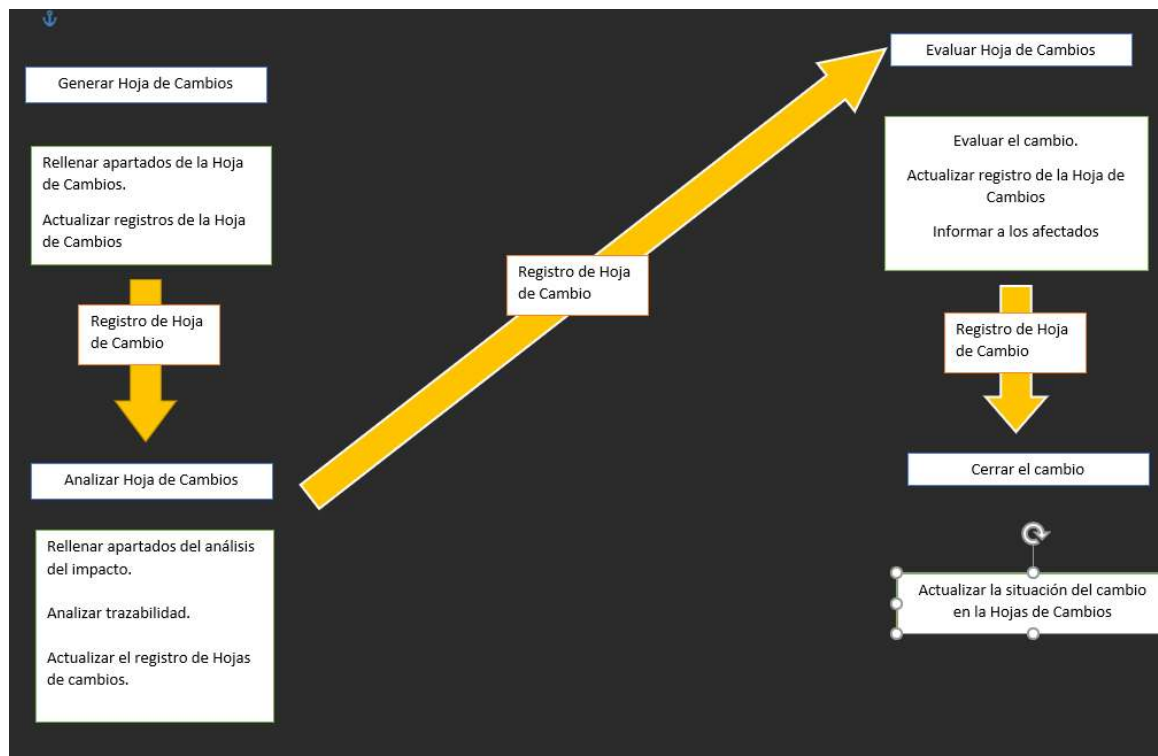 Generar Hoja de Cambios
Rellenar apartados de la Hoja
de Cambios.
Actualizar registros de la Hoja
de Cambios
Registro de Hoja
de Cambio
Analizar Hoja de Cambios
Rellenar apartados del análisis
del impacto.
Analizar trazabilidad.
Actualizar el registro de Hojas
de cambios.
Registro de Hoja
de Cambio
Evaluar Hoja de Cambios
Evaluar el cambio.
Actualizar registro de la Hoja de
Cambios
Informar a los afectados
Registro de Hoja
de Cambio
Cerrar el cambio
Actualizar la situación del cambio
en la Hojas de Cambios